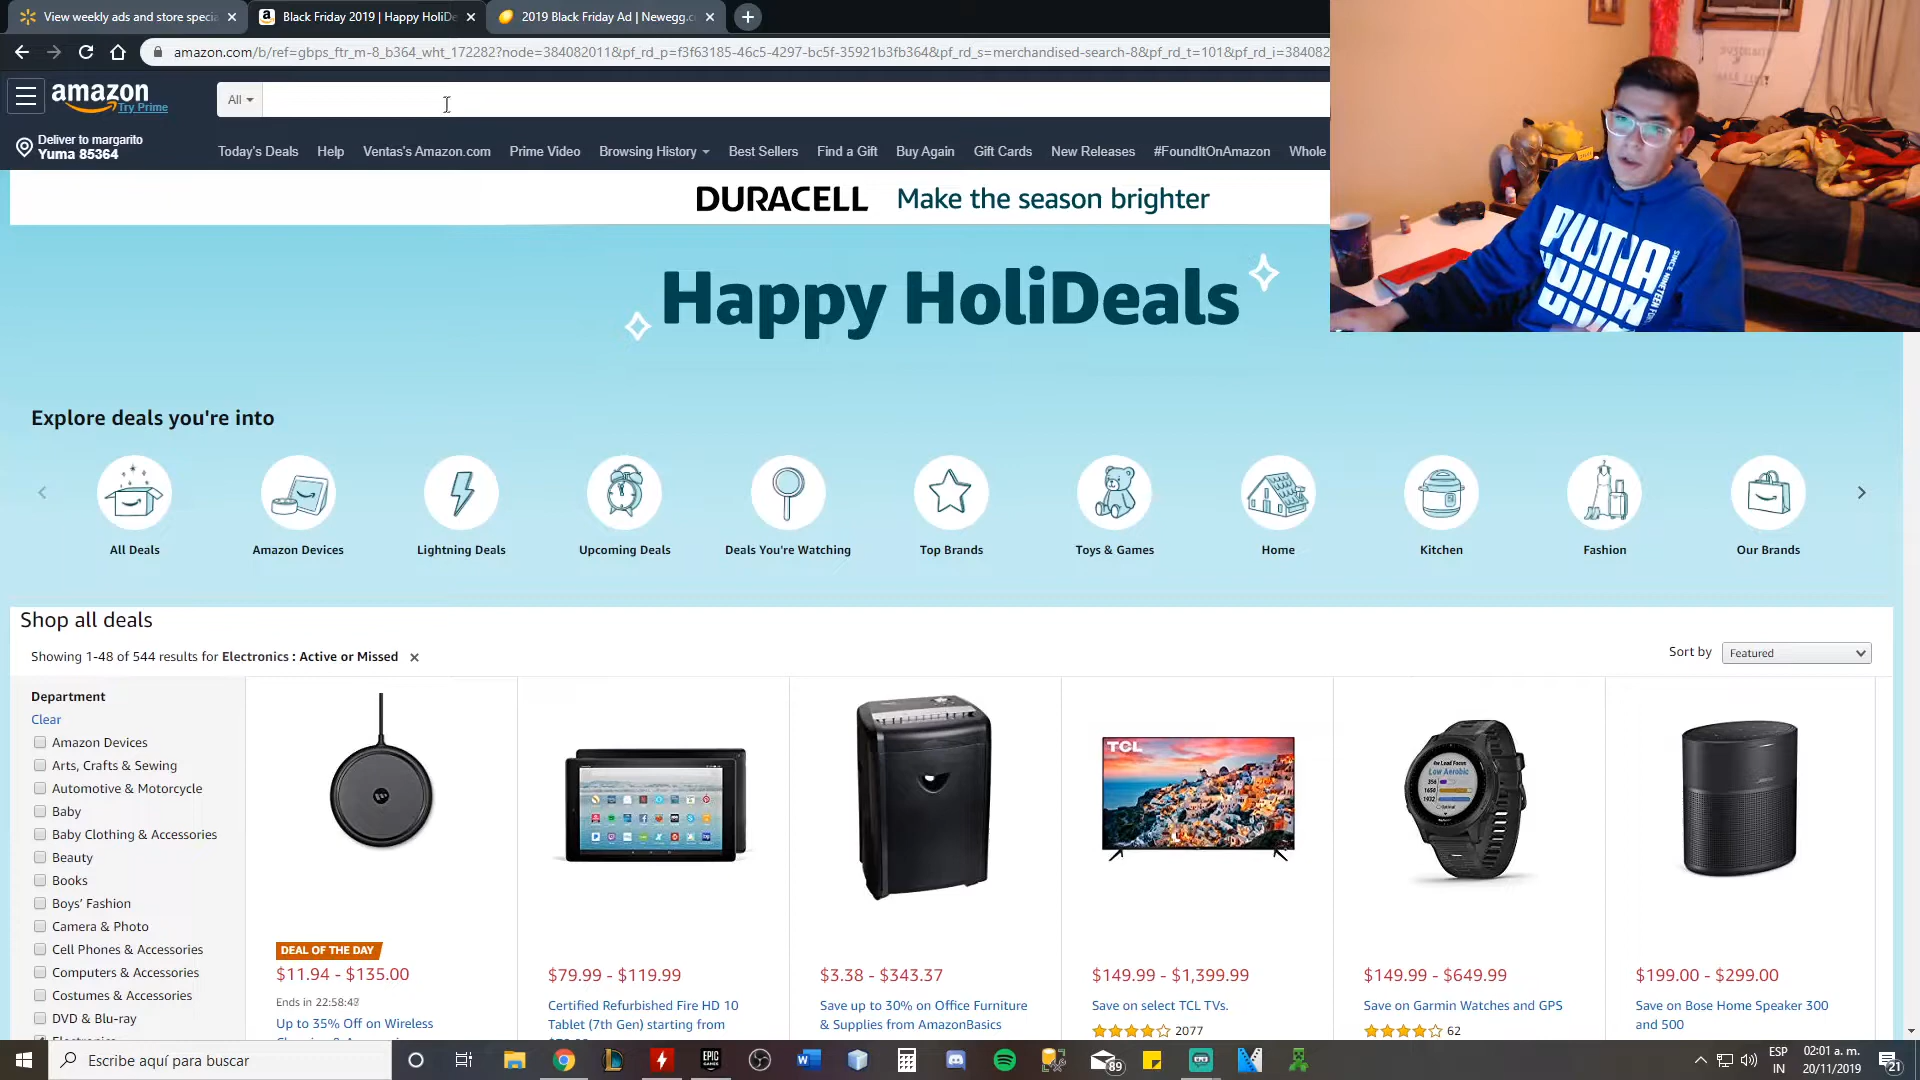 View weekly ads and store specia
Black Friday 2019 | Happy HoliDe
2019 Black Friday Ad | Newegg.c
amazon.com/b/ref=gbps_ftr_m-8_b364_wht_172282?node=384082011&pf_rd_p=f3f63185-46c5-4297-bc5f-35921b3fb364&pf_rd_s=merchandised-search-8&pf_rd_t=101&pf_rd_i=384082
amazon
Try Prime
All
Deliver to margarito
Yuma 85364
Today's Deals Help Ventas's Amazon.com Prime Video Browsing History Best Sellers Find a Gift Buy Again Gift Cards New Releases #FoundItOnAmazon Whole
DURACELL Make the season brighter
Happy HoliDeals
PUMA
SINCE NINETEEN FOR
Explore deals you're into
All Deals Amazon Devices Lightning Deals Upcoming Deals Deals You're Watching Top Brands Toys & Games Home Kitchen Fashion Our Brands
Shop all deals
Showing 1-48 of 544 results for Electronics : Active or Missed
Sort by Featured
Department
Clear
Amazon Devices
Arts, Crafts & Sewing
Automotive & Motorcycle
Baby
Baby Clothing & Accessories
Beauty
Books
Boys' Fashion
Camera & Photo
Cell Phones & Accessories
Computers & Accessories
Costumes & Accessories
DVD & Blu-ray
Electronics
DEAL OF THE DAY
$11.94 - $135.00
Ends in 22:58:47
Up to 35% Off on Wireless
$79.99 - $119.99
Certified Refurbished Fire HD 10
Tablet (7th Gen) starting from
$3.38 - $343.37
Save up to 30% on Office Furniture
& Supplies from AmazonBasics
TCL
$149.99 - $1,399.99
Save on select TCL TVs.
2077
Low Aerobic
$149.99 - $649.99
Save on Garmin Watches and GPS
62
$199.00 - $299.00
Save on Bose Home Speaker 300
and 500
Escribe aquí para buscar
EPIC
GAMES
89
ESP
IN
02:01 a. m.
20/11/2019
21